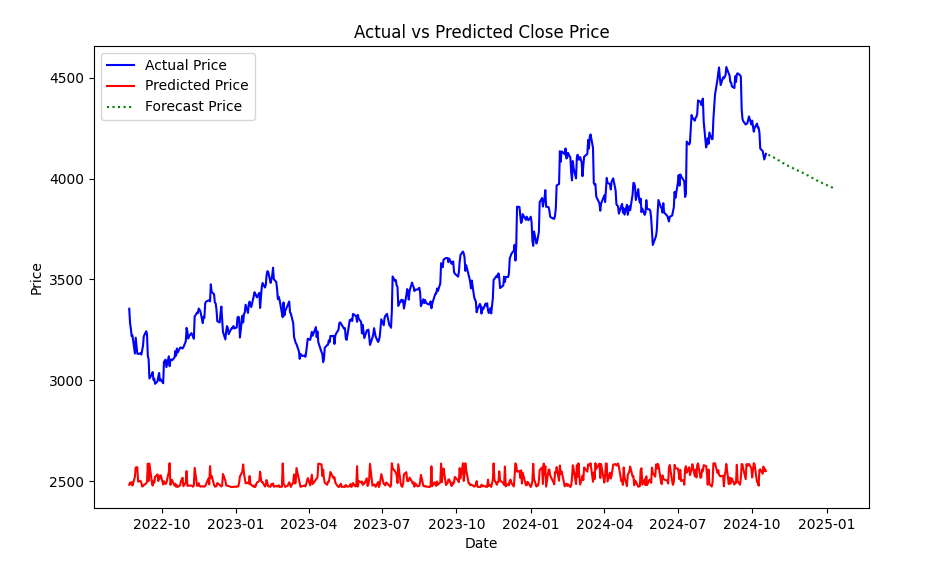 Actual vs Predicted Close Price
Actual Price
Predicted Price
Forecast Price
Price
4500
4000
3500
3000
2500
2022-10 2023-01 2023-04 2023-07 2023-10 2024-01 2024-04 2024-07 2024-10 2025-01
Date